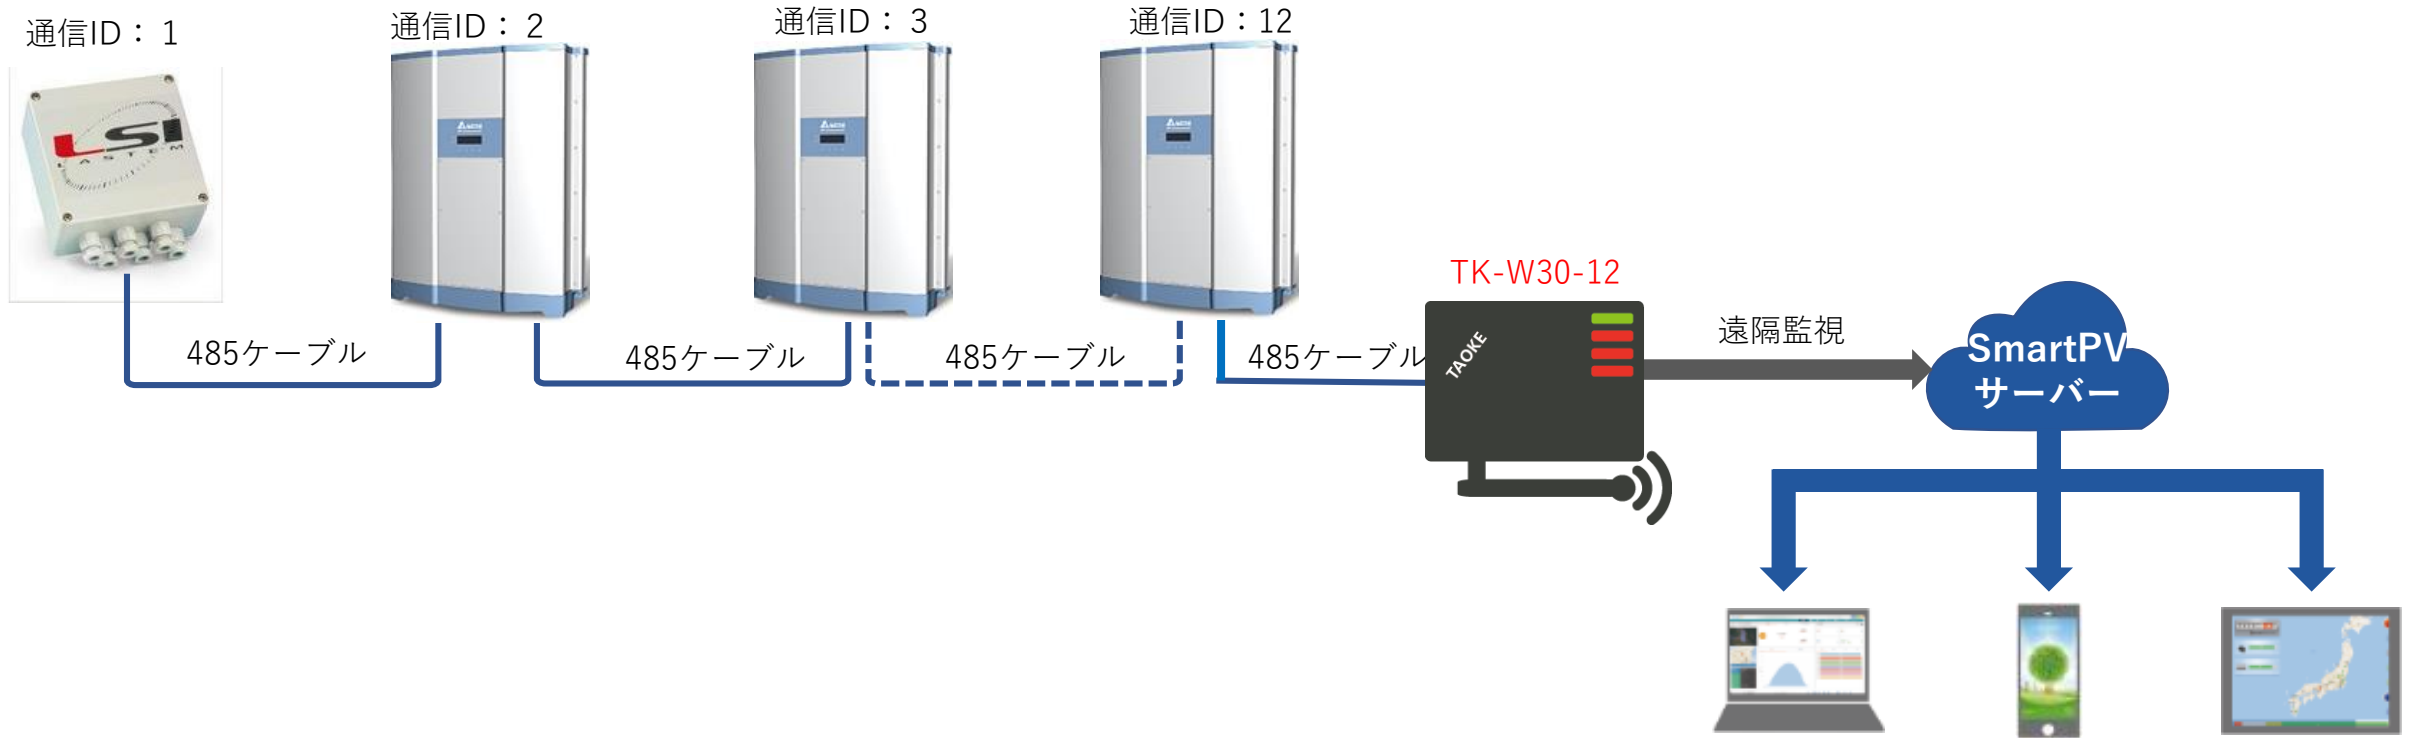 通信ID：1
通信ID：2
通信ID：3
通信ID：12
LSI
LASTEM
485ケーブル
485ケーブル
485ケーブル
485ケーブル
TK-W30-12
TAOKE
遠隔監視
SmartPV
サーバー